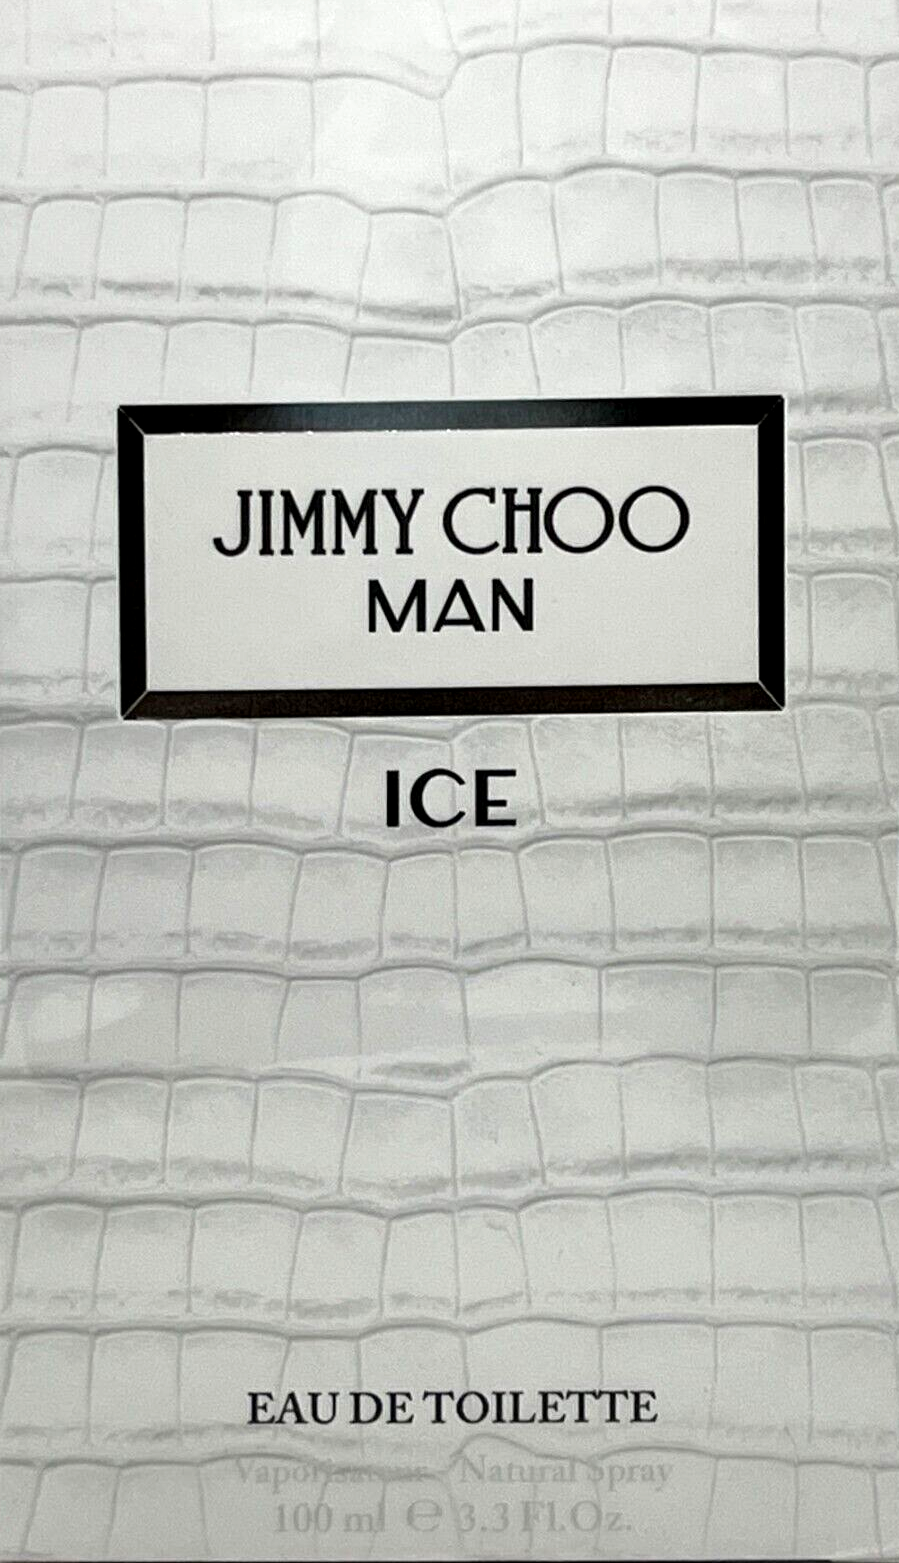 JIMMY CHOO
MAN
ICE
EAU DE TOILETTE
Vaporisateur - Natural Spray
100 ml ℮ 3.3 Fl.Oz.